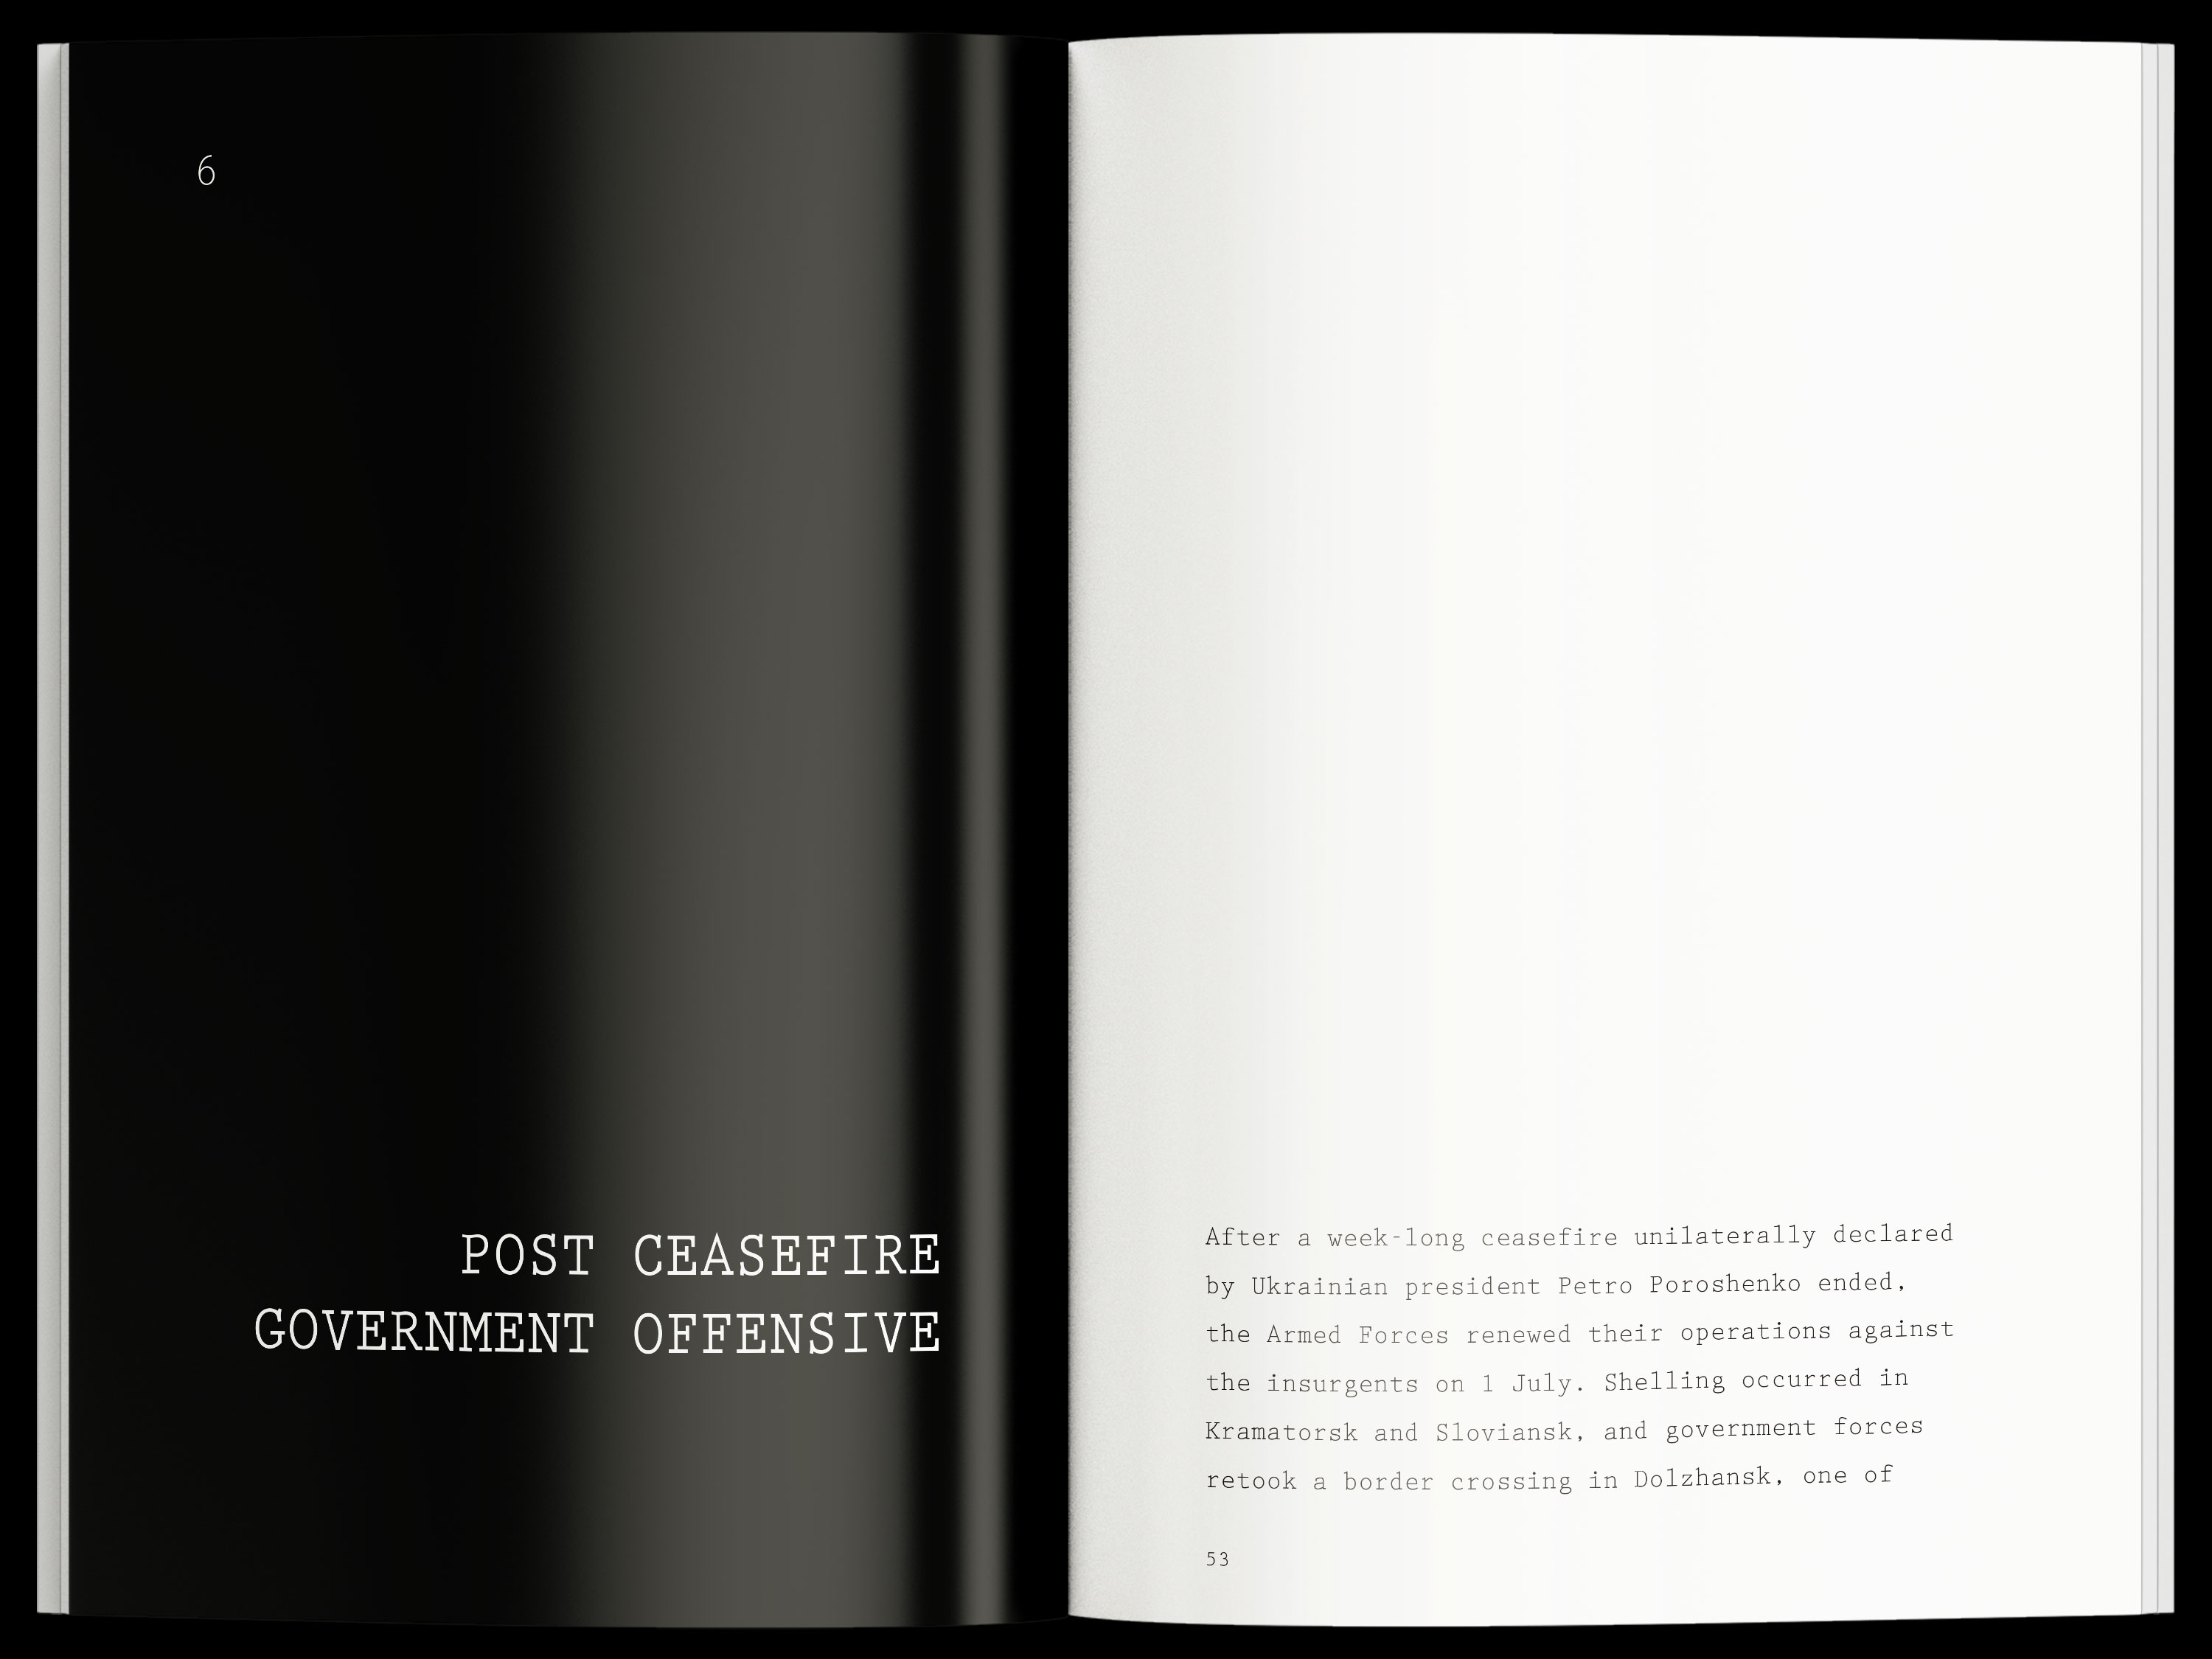 6
POST CEASEFIRE
GOVERNMENT OFFENSIVE
After a week-long ceasefire unilaterally declared
by Ukrainian president Petro Poroshenko ended,
the Armed Forces renewed their operations against
the insurgents on 1 July. Shelling occurred in
Kramatorsk and Sloviansk, and government forces
retook a border crossing in Dolzhansk, one of
53